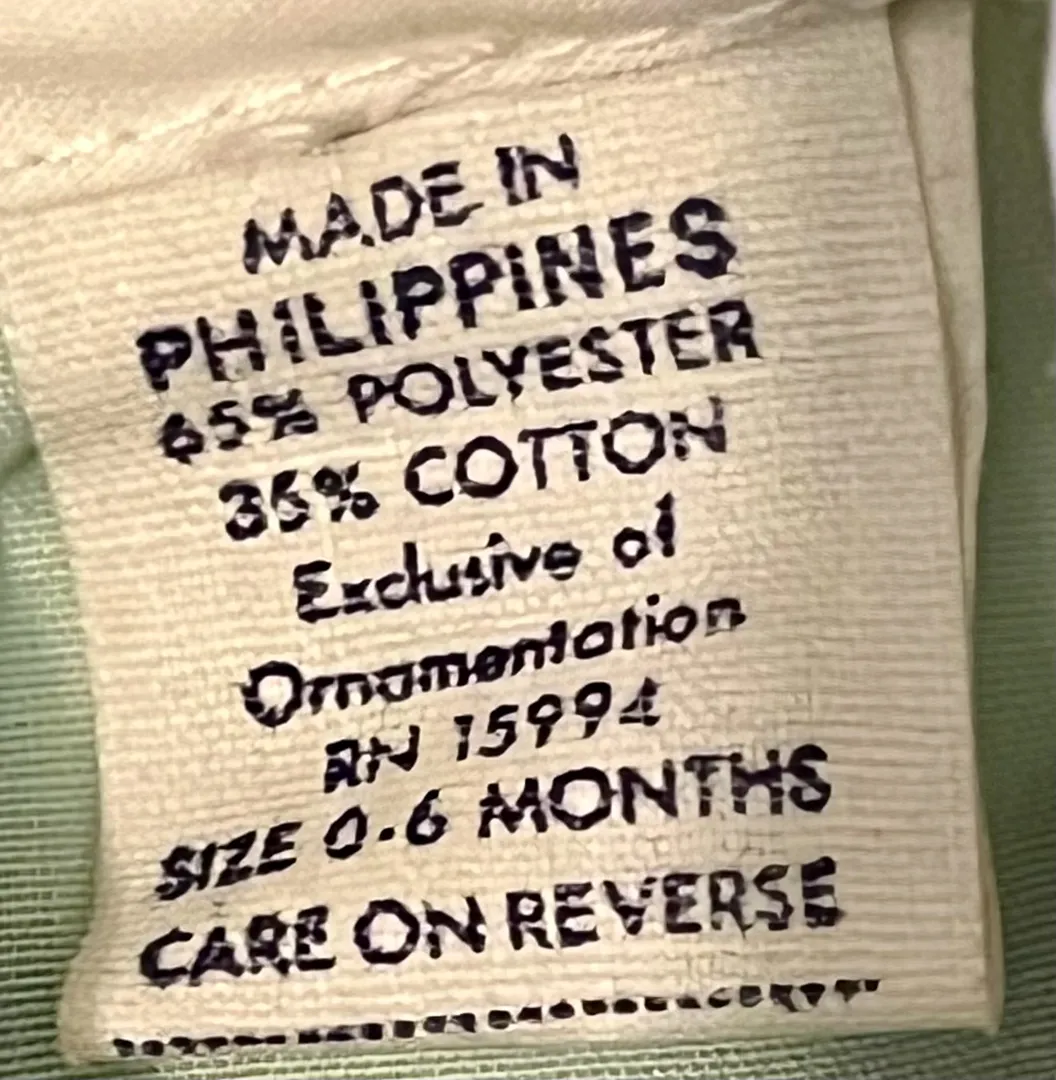 MADE IN
PHILIPPINES
65% POLYESTER
35% COTTON
Exclusive of
Ornamentation
RN 15994
SIZE 0-6 MONTHS
CARE ON REVERSE